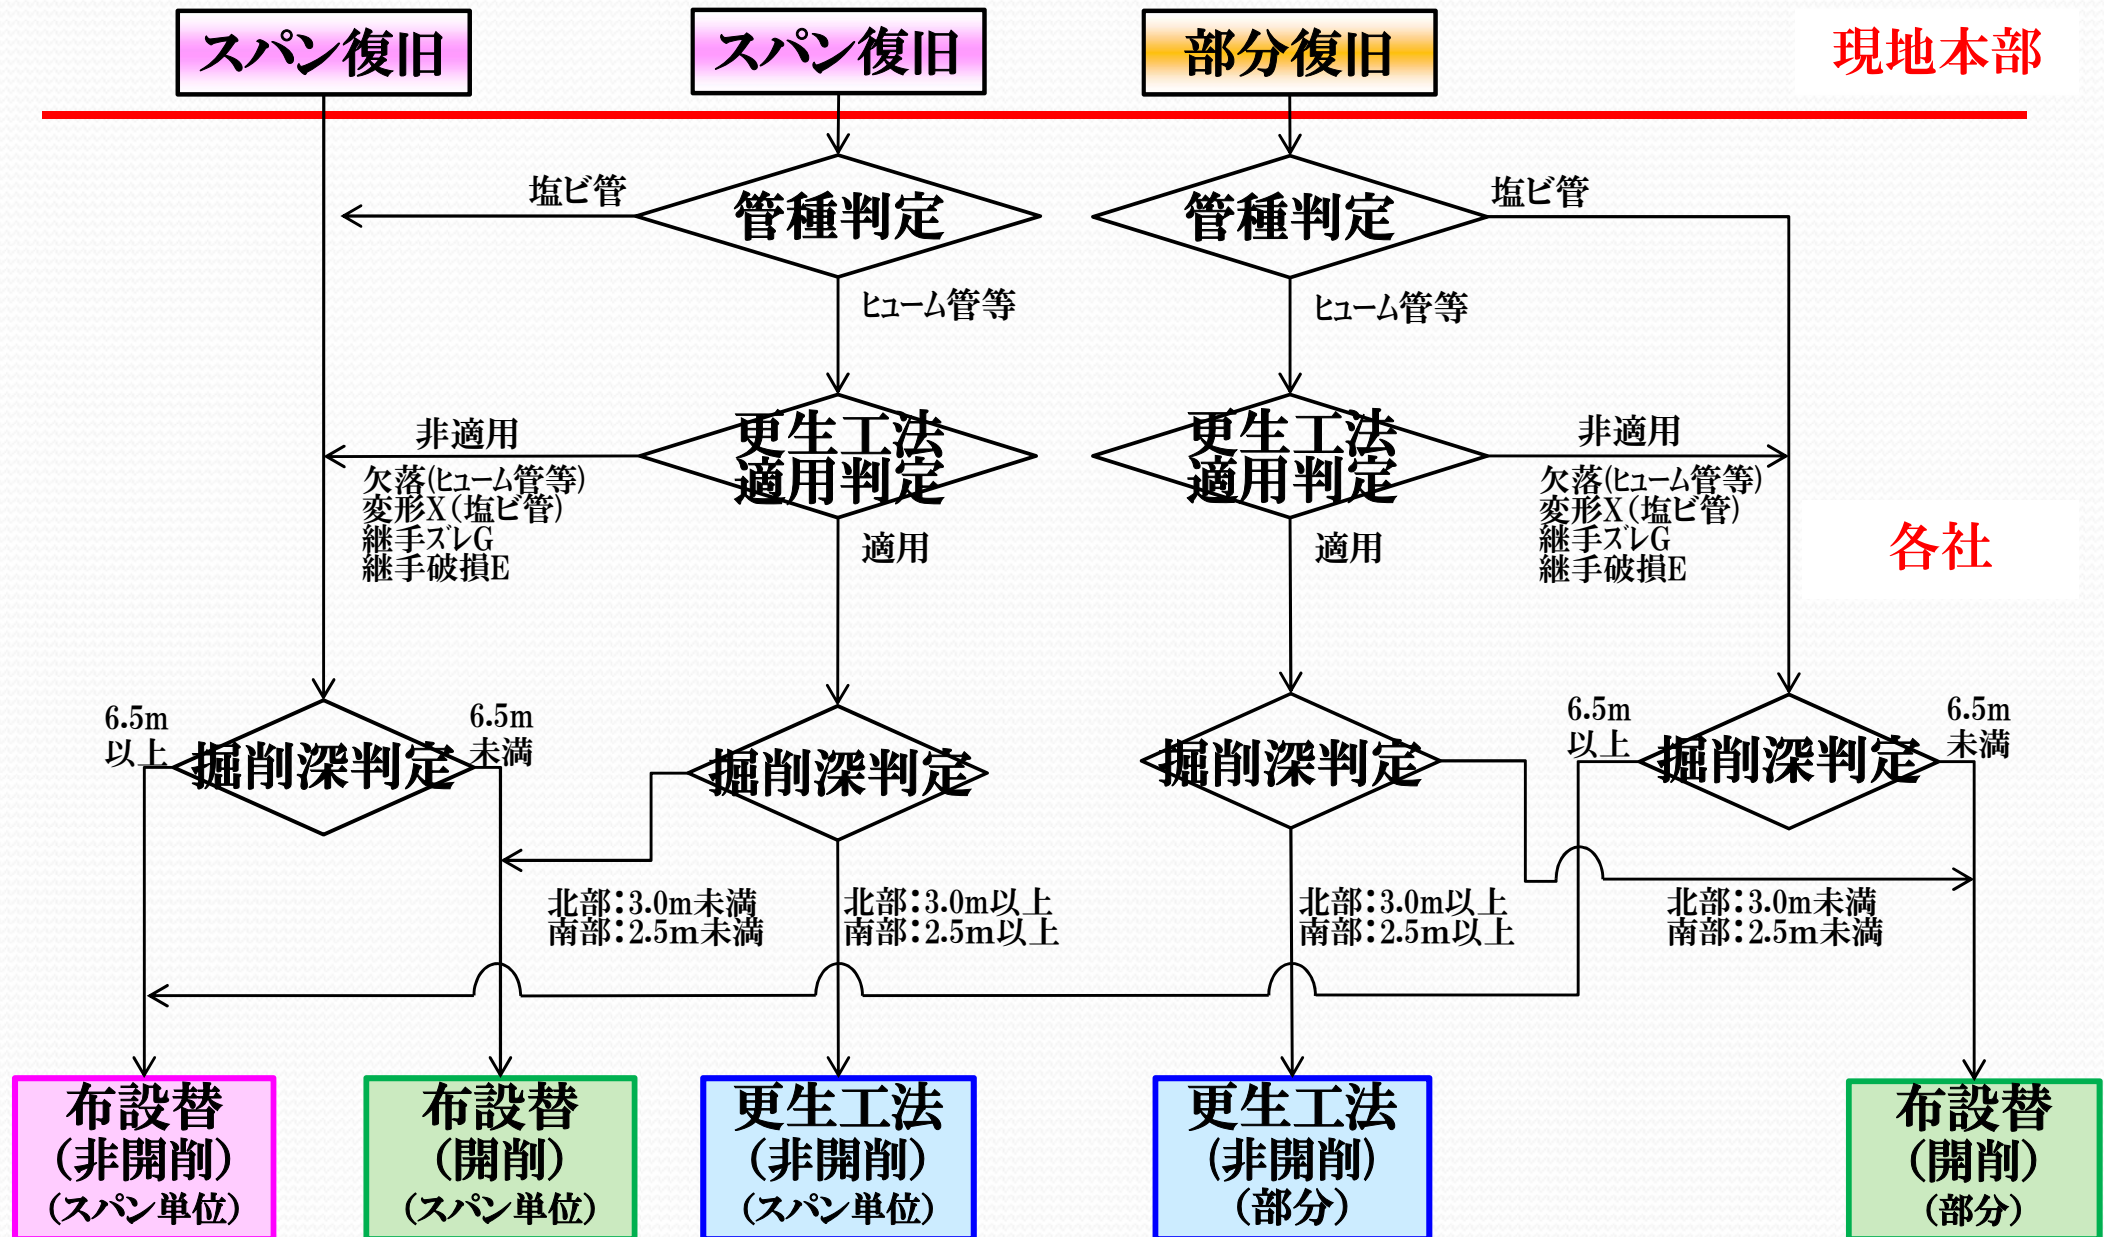 スパン復旧
スパン復旧
部分復旧
現地本部
塩ビ管
管種判定
管種判定
塩ビ管
ﾋｭｰﾑ管等
ﾋｭｰﾑ管等
非適用
更生工法
適用判定
更生工法
適用判定
非適用
欠落(ﾋｭｰﾑ管等)
変形X(塩ビ管)
継手ズレG
継手破損E
適用
適用
欠落(ﾋｭｰﾑ管等)
変形X(塩ビ管)
継手ズレG
継手破損E
各社
6.5m
以上
掘削深判定
6.5m
未満
掘削深判定
掘削深判定
6.5m
以上
掘削深判定
6.5m
未満
北部：3.0m未満
南部：2.5m未満
北部：3.0m以上
南部：2.5m以上
北部：3.0m以上
南部：2.5m以上
北部：3.0m未満
南部：2.5m未満
布設替
(非開削)
(スパン単位)
布設替
(開削)
(スパン単位)
更生工法
(非開削)
(スパン単位)
更生工法
(非開削)
(部分)
布設替
(開削)
(部分)